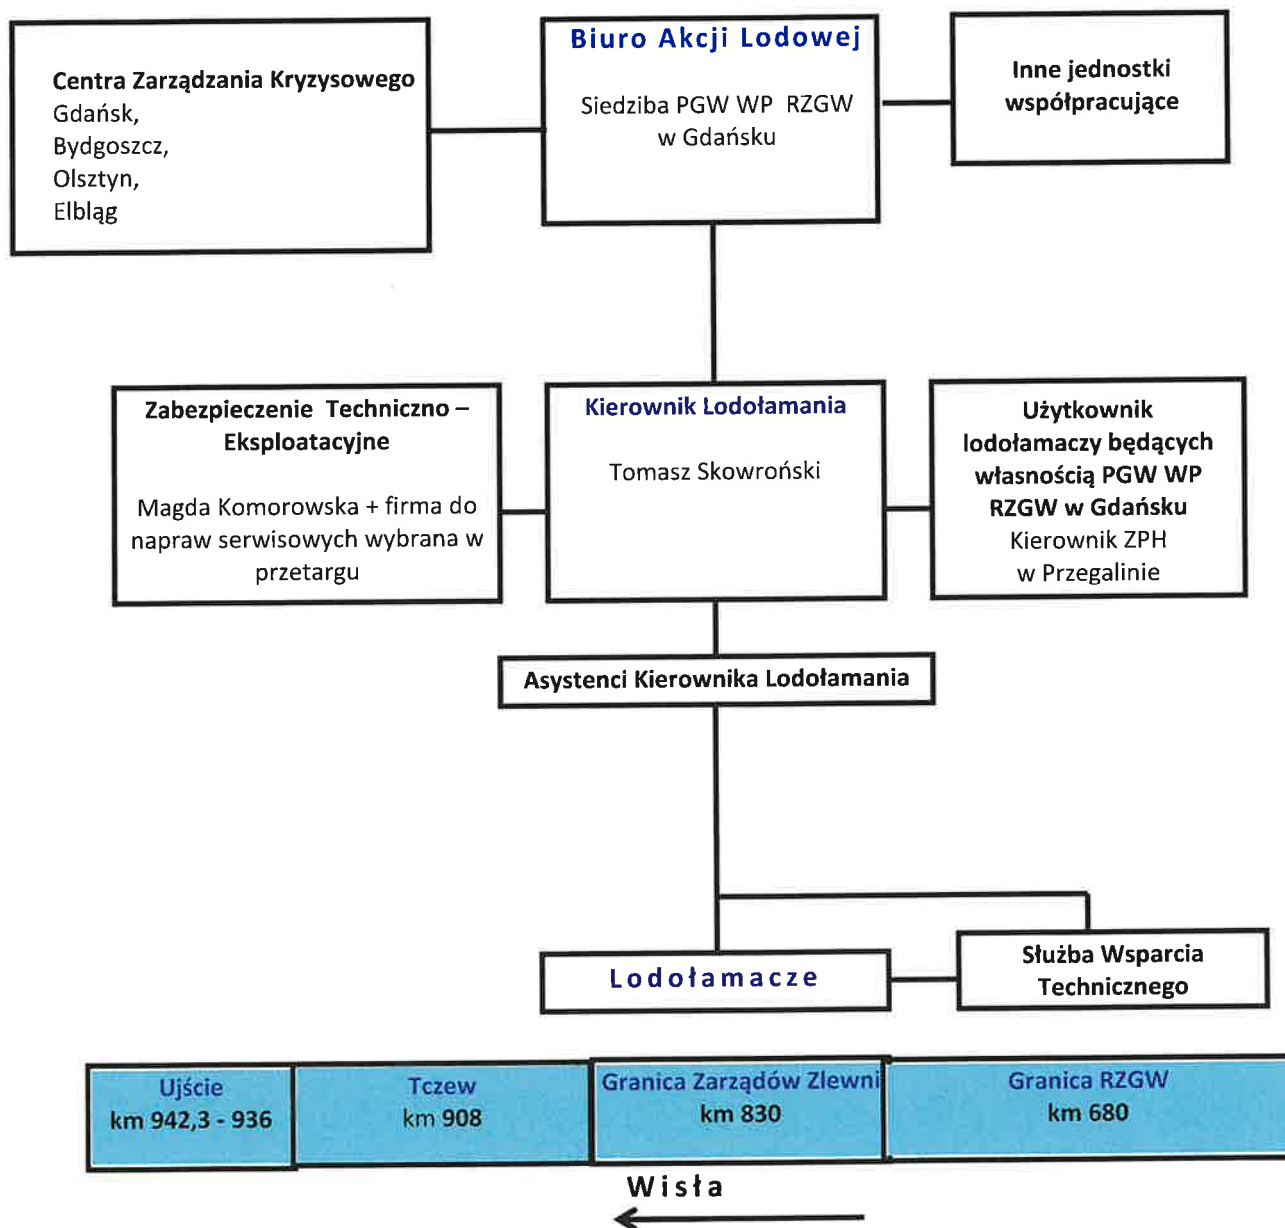 Centra Zarządzania Kryzysowego
Gdańsk,
Bydgoszcz,
Olsztyn,
Elbląg
Biuro Akcji Lodowej
Siedziba PGW WP RZGW
w Gdańsku
Inne jednostki
współpracujące
Zabezpieczenie Techniczno –
Eksploatacyjne
Magda Komorowska + firma do
napraw serwisowych wybrana w
przetargu
Kierownik Lodołamania
Tomasz Skowroński
Użytkownik
lodołamaczy będących
własnością PGW WP
RZGW w Gdańsku
Kierownik ZPH
w Przegalinie
Asystenci Kierownika Lodołamania
Lodołamacze
Służba Wsparcia
Technicznego
Ujście
km 942,3 - 936
Tczew
km 908
Granica Zarządów Zlewni
km 830
Granica RZGW
km 680
Wisła